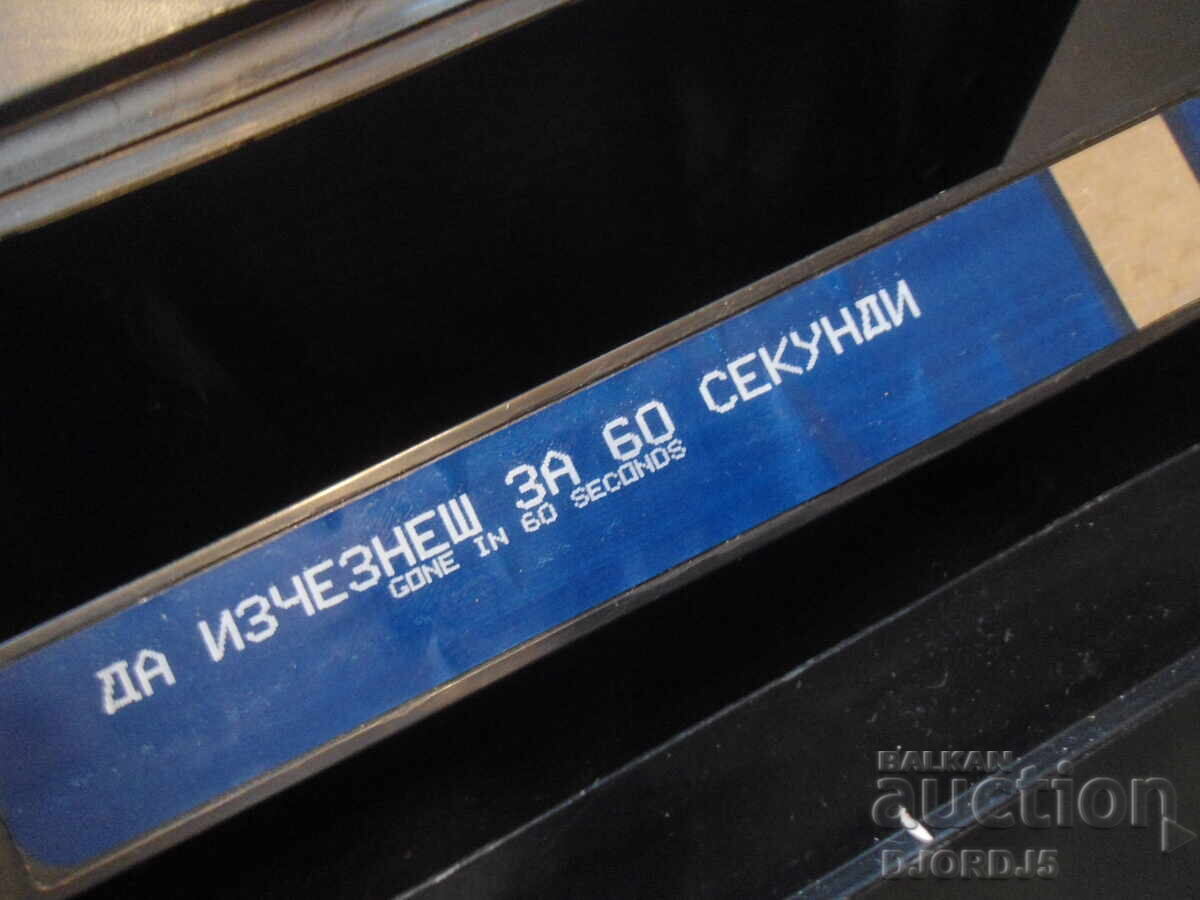 ДА ИЗЧЕЗНЕШ ЗА 60 СЕКУНДИ
GONE IN 60 SECONDS
BALKAN
auction
DJORDJ5